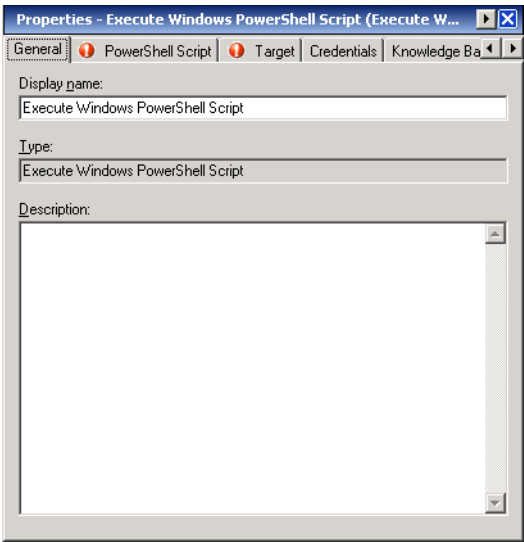 Properties - Execute Windows PowerShell Script (Execute W...
General PowerShell Script Target Credentials Knowledge Ba
Display name:
Execute Windows PowerShell Script
Type:
Execute Windows PowerShell Script
Description: